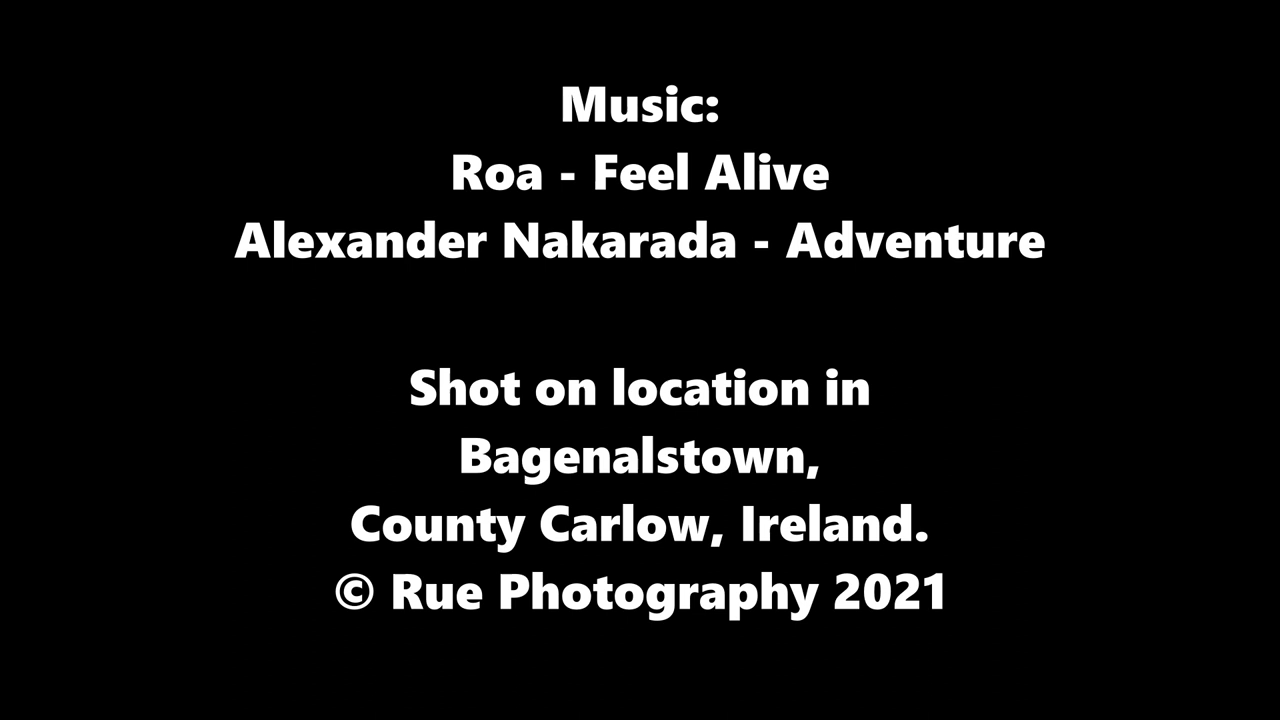 Music:
Roa - Feel Alive
Alexander Nakarada - Adventure
Shot on location in
Bagenalstown,
County Carlow, Ireland.
© Rue Photography 2021